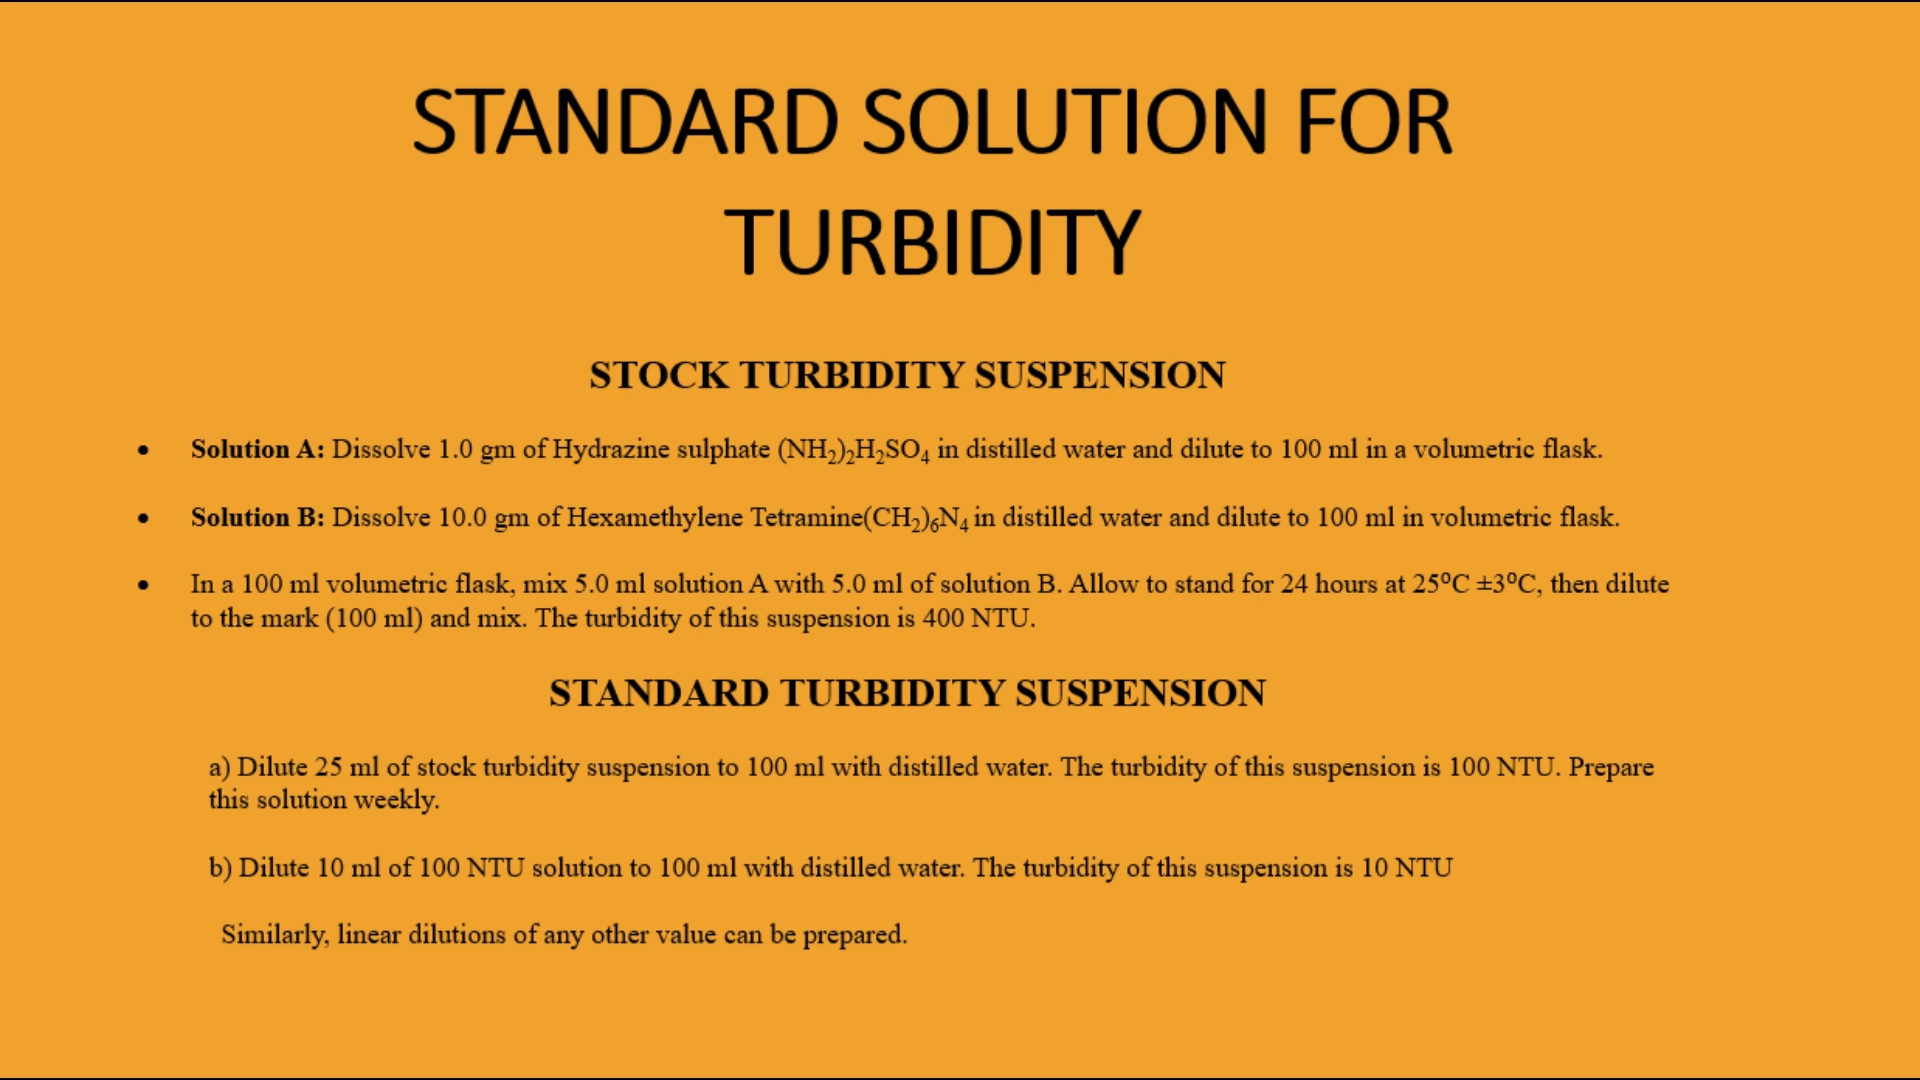 STANDARD SOLUTION FOR
TURBIDITY
STOCK TURBIDITY SUSPENSION
• Solution A: Dissolve 1.0 gm of Hydrazine sulphate (NH₂)₂H₂SO₄ in distilled water and dilute to 100 ml in a volumetric flask.
• Solution B: Dissolve 10.0 gm of Hexamethylene Tetramine(CH₂)₆N₄ in distilled water and dilute to 100 ml in volumetric flask.
• In a 100 ml volumetric flask, mix 5.0 ml solution A with 5.0 ml of solution B. Allow to stand for 24 hours at 25⁰C ±3⁰C, then dilute
to the mark (100 ml) and mix. The turbidity of this suspension is 400 NTU.
STANDARD TURBIDITY SUSPENSION
a) Dilute 25 ml of stock turbidity suspension to 100 ml with distilled water. The turbidity of this suspension is 100 NTU. Prepare
this solution weekly.
b) Dilute 10 ml of 100 NTU solution to 100 ml with distilled water. The turbidity of this suspension is 10 NTU
Similarly, linear dilutions of any other value can be prepared.